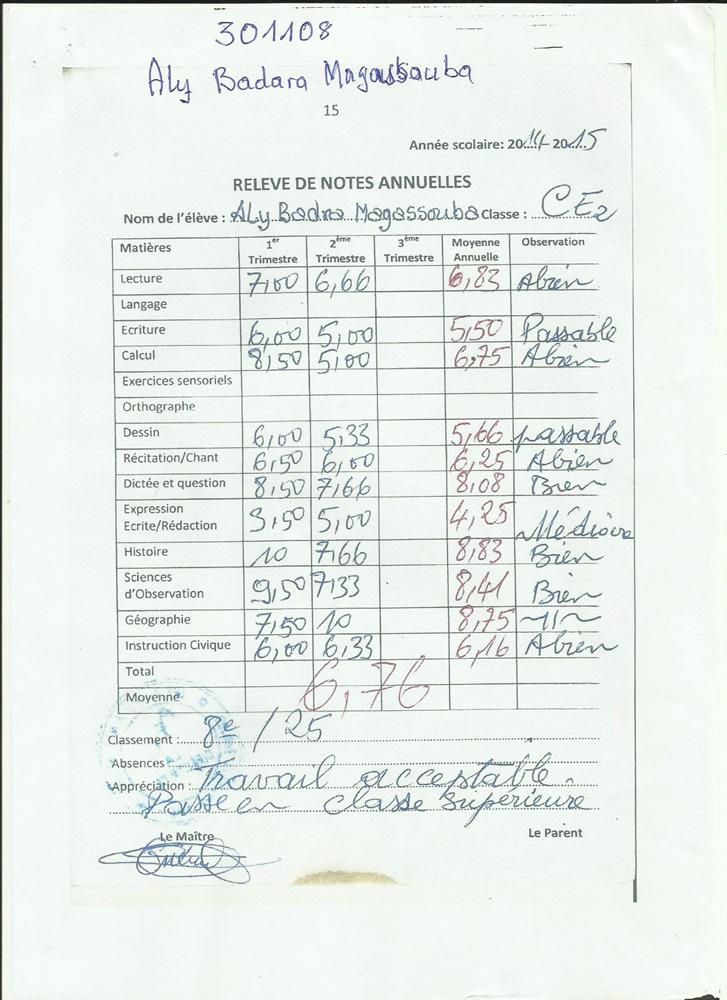 301108
Aly Badara Magassouba
15
Année scolaire: 2014-2015
RELEVE DE NOTES ANNUELLES
Nom de l'élève : ALy Badra Magassouba Classe : CE2
Matières 1er Trimestre 2ème Trimestre 3ème Trimestre Moyenne Annuelle Observation
Lecture 7,00 6,66 6,83 Abien
Langage
Ecriture 6,00 5,00 5,50 Passable
Calcul 8,50 5,00 6,75 Abien
Exercices sensoriels
Orthographe
Dessin 6,00 5,33 5,66 passable
Récitation/Chant 6,50 6,00 6,25 Abien
Dictée et question 8,50 7,66 8,08 Bien
Expression Ecrite/Rédaction 3,50 5,00 4,25 Médiocre
Histoire 10 7,66 8,83 Bien
Sciences d'Observation 9,50 7,33 8,41 Bien
Géographie 7,50 10 8,75 -//-
Instruction Civique 6,00 6,33 6,16 Abien
Total
Moyenne 6,76
Classement : 8e / 25
Absences :
Appréciation : Travail acceptable
Passe en Classe Supérieure
Le Maître Le Parent